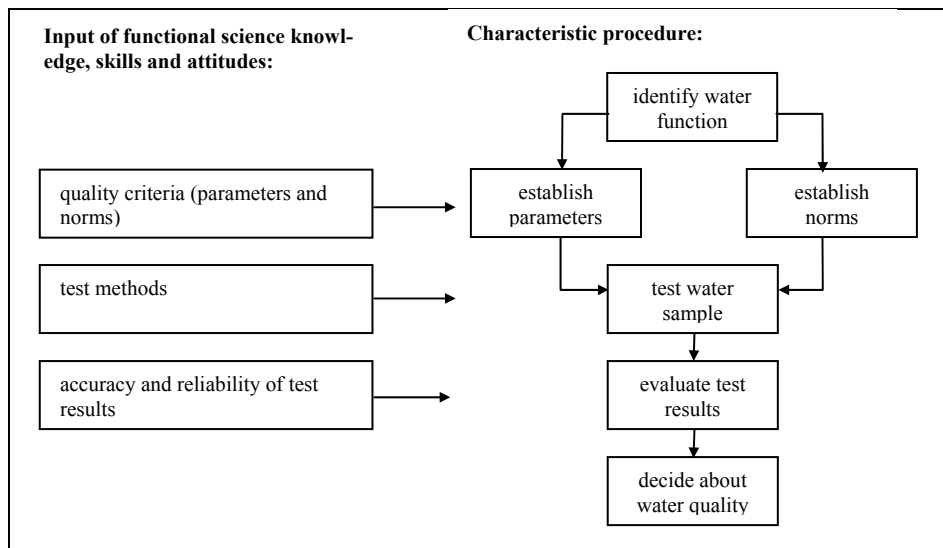 Input of functional science knowl-
edge, skills and attitudes:
Characteristic procedure:
identify water
function
quality criteria (parameters and
norms)
establish
parameters
establish
norms
test methods
test water
sample
accuracy and reliability of test
results
evaluate test
results
decide about
water quality